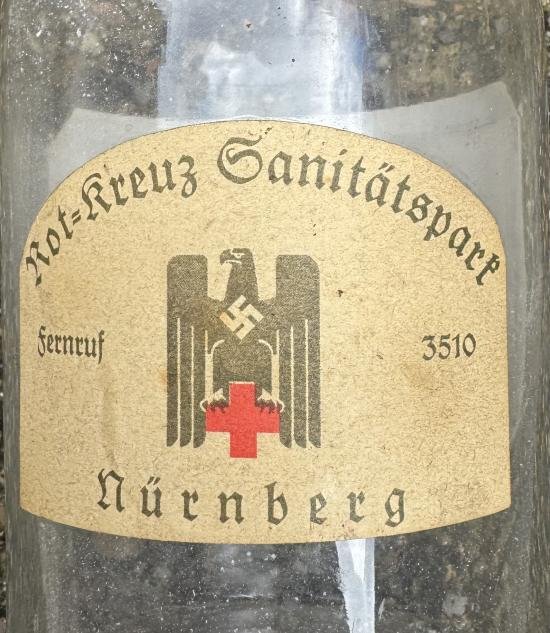 Rot-Kreuz Sanitätspark
Fernruf 3510
Nürnberg